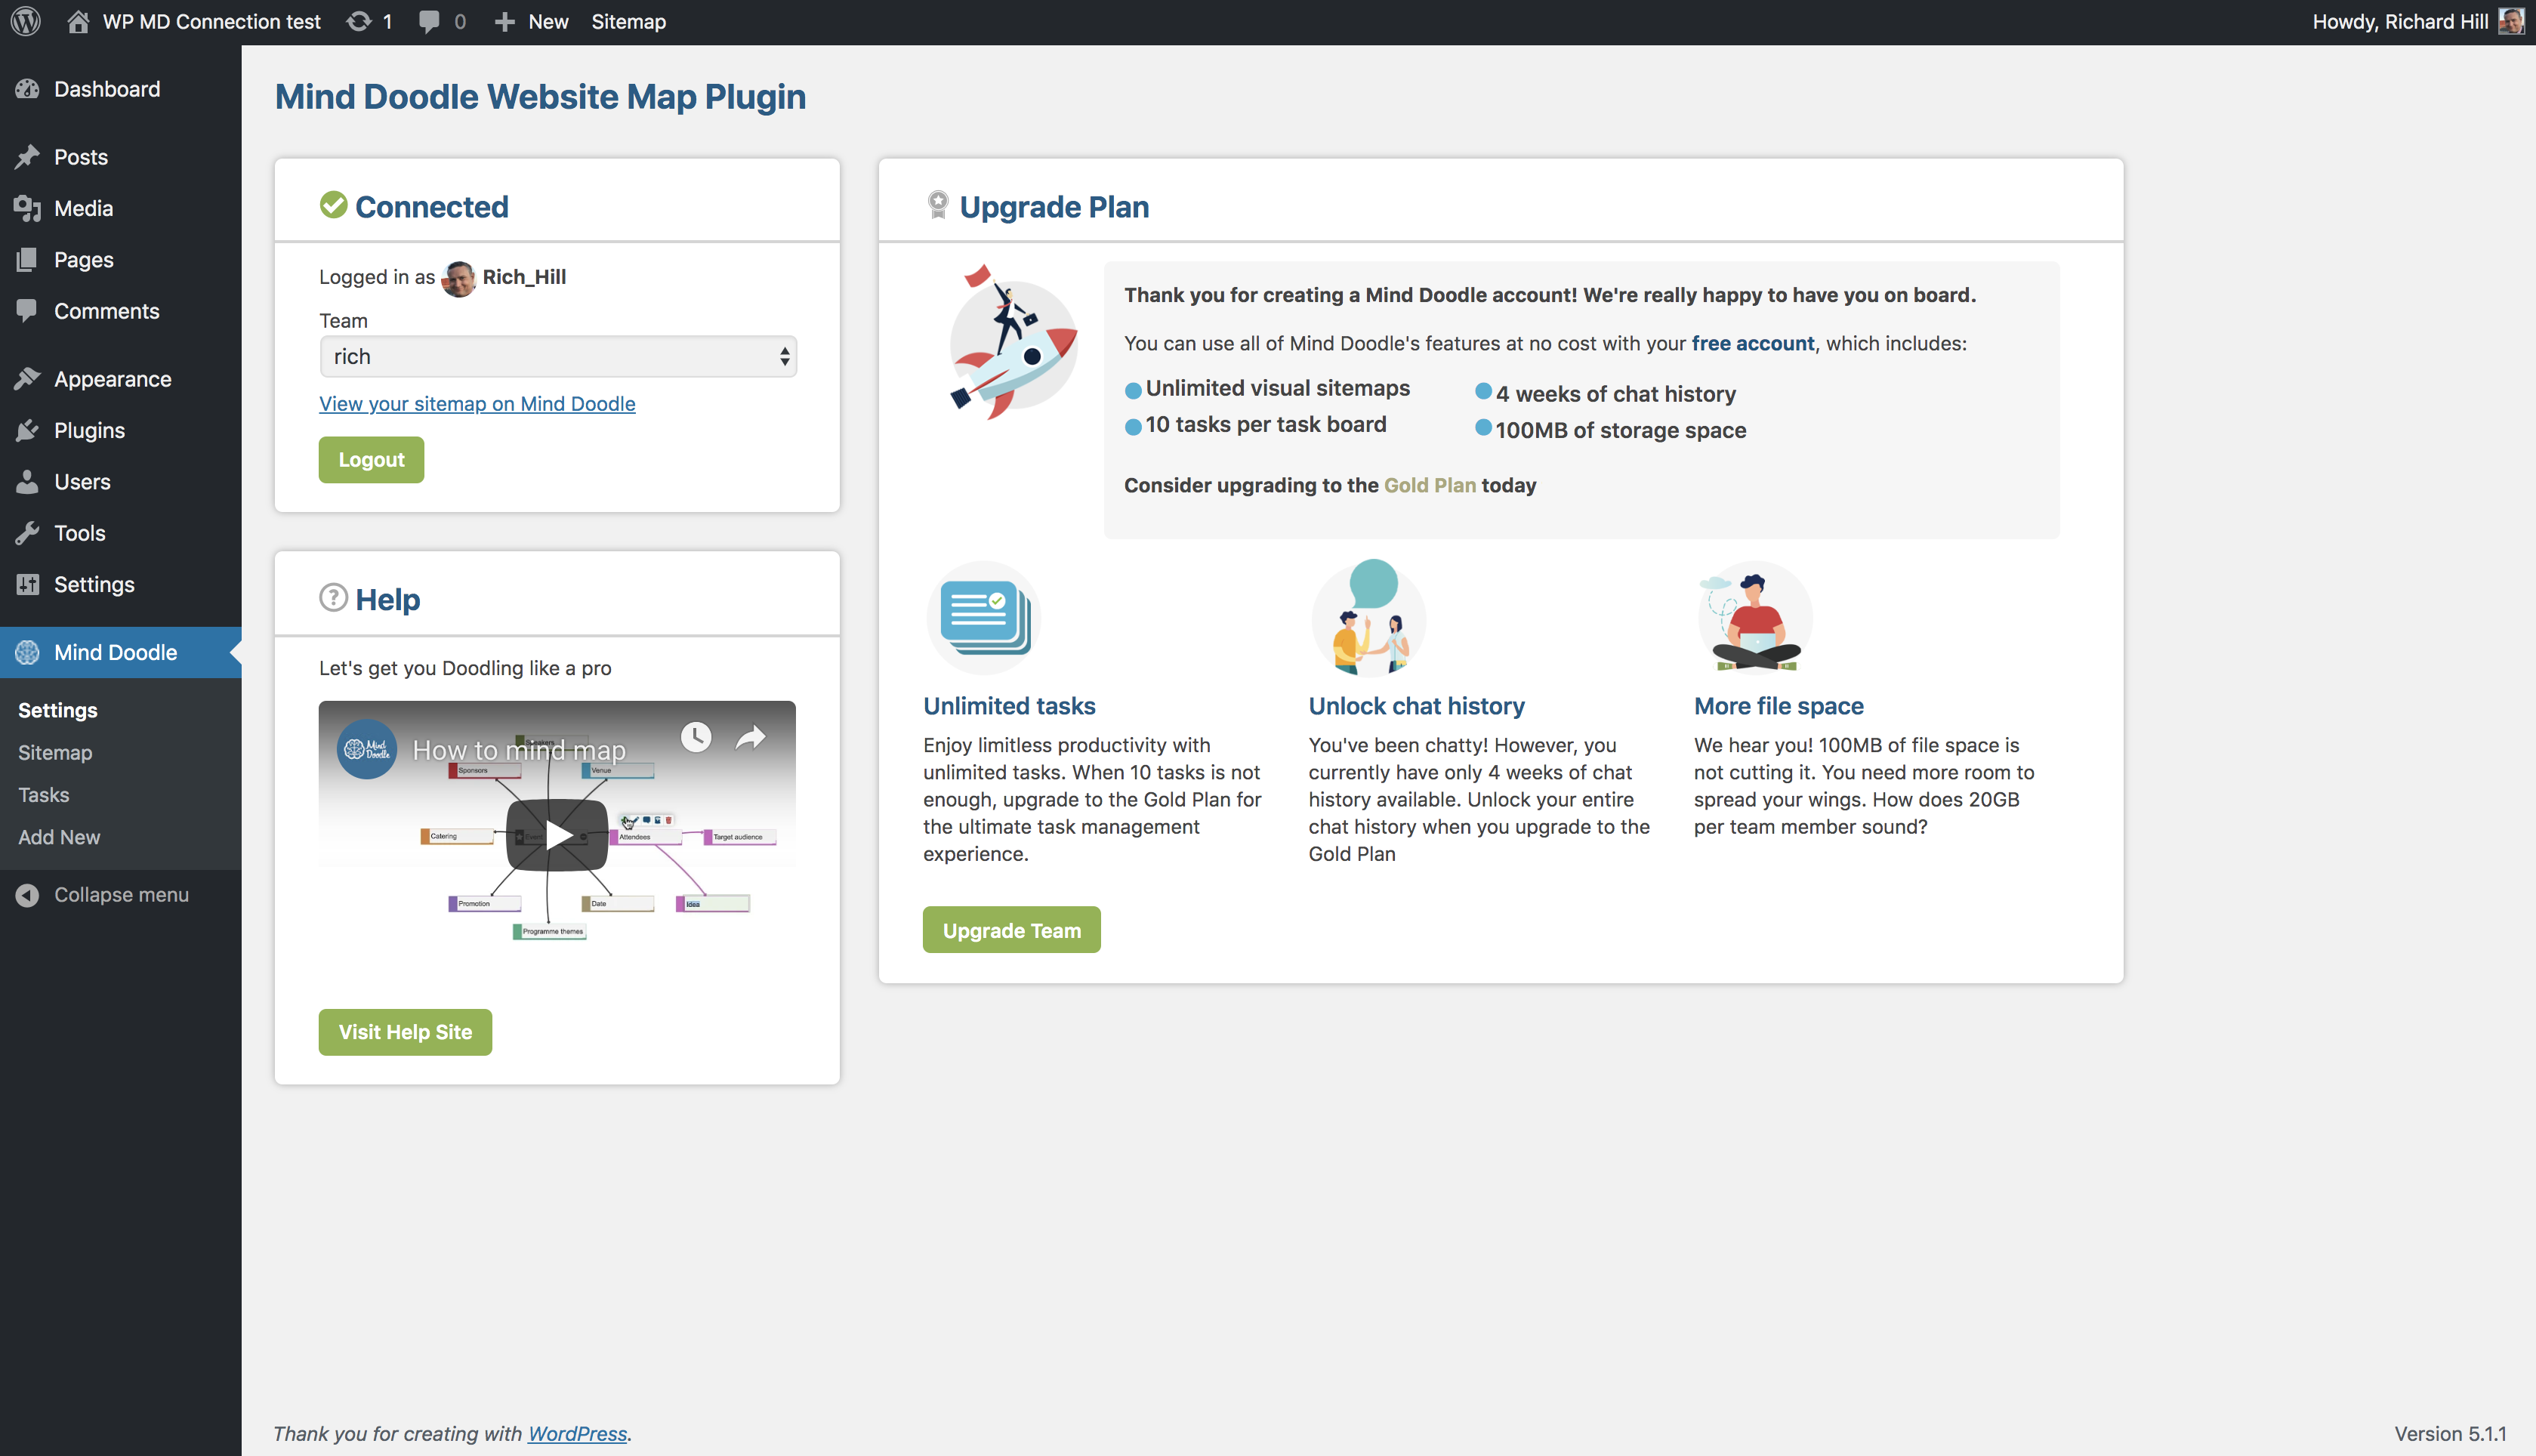 WP MD Connection test
1
0
New
Sitemap
Howdy, Richard Hill
Dashboard
Posts
Media
Pages
Comments
Appearance
Plugins
Users
Tools
Settings
Mind Doodle
Settings
Sitemap
Tasks
Add New
Collapse menu
Mind Doodle Website Map Plugin
Connected
Logged in as Rich_Hill
Team
rich
View your sitemap on Mind Doodle
Logout
Help
Let's get you Doodling like a pro
Mind Doodle
How to mind map
Speakers
Sponsors
Venue
Catering
Event
Attendees
Target audience
Promotion
Date
Idea
Programme themes
Visit Help Site
Upgrade Plan
Thank you for creating a Mind Doodle account! We're really happy to have you on board.
You can use all of Mind Doodle's features at no cost with your free account, which includes:
Unlimited visual sitemaps
10 tasks per task board
4 weeks of chat history
100MB of storage space
Consider upgrading to the Gold Plan today
Unlimited tasks
Enjoy limitless productivity with
unlimited tasks. When 10 tasks is not
enough, upgrade to the Gold Plan for
the ultimate task management
experience.
Unlock chat history
You've been chatty! However, you
currently have only 4 weeks of chat
history available. Unlock your entire
chat history when you upgrade to the
Gold Plan
More file space
We hear you! 100MB of file space is
not cutting it. You need more room to
spread your wings. How does 20GB
per team member sound?
Upgrade Team
Thank you for creating with WordPress.
Version 5.1.1